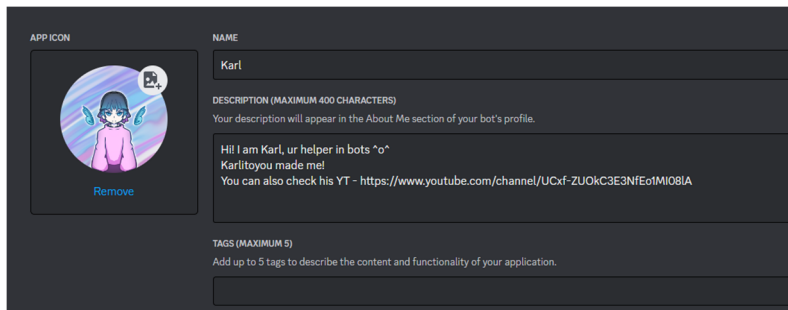 APP ICON
Remove
NAME
Karl
DESCRIPTION (MAXIMUM 400 CHARACTERS)
Your description will appear in the About Me section of your bot's profile.
Hi! I am Karl, ur helper in bots ^o^
Karlitoyou made me!
You can also check his YT - https://www.youtube.com/channel/UCxf-ZUOkC3E3NfEo1MI08lA
TAGS (MAXIMUM 5)
Add up to 5 tags to describe the content and functionality of your application.